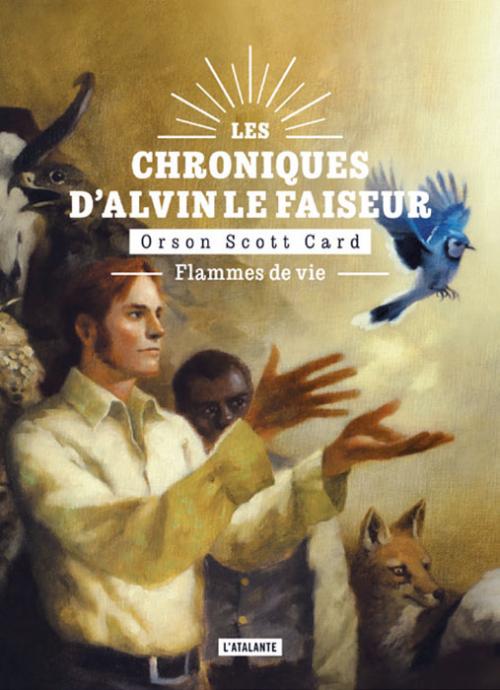 LES
CHRONIQUES
D'ALVIN LE FAISEUR
Orson Scott Card
Flammes de vie
L'ATALANTE